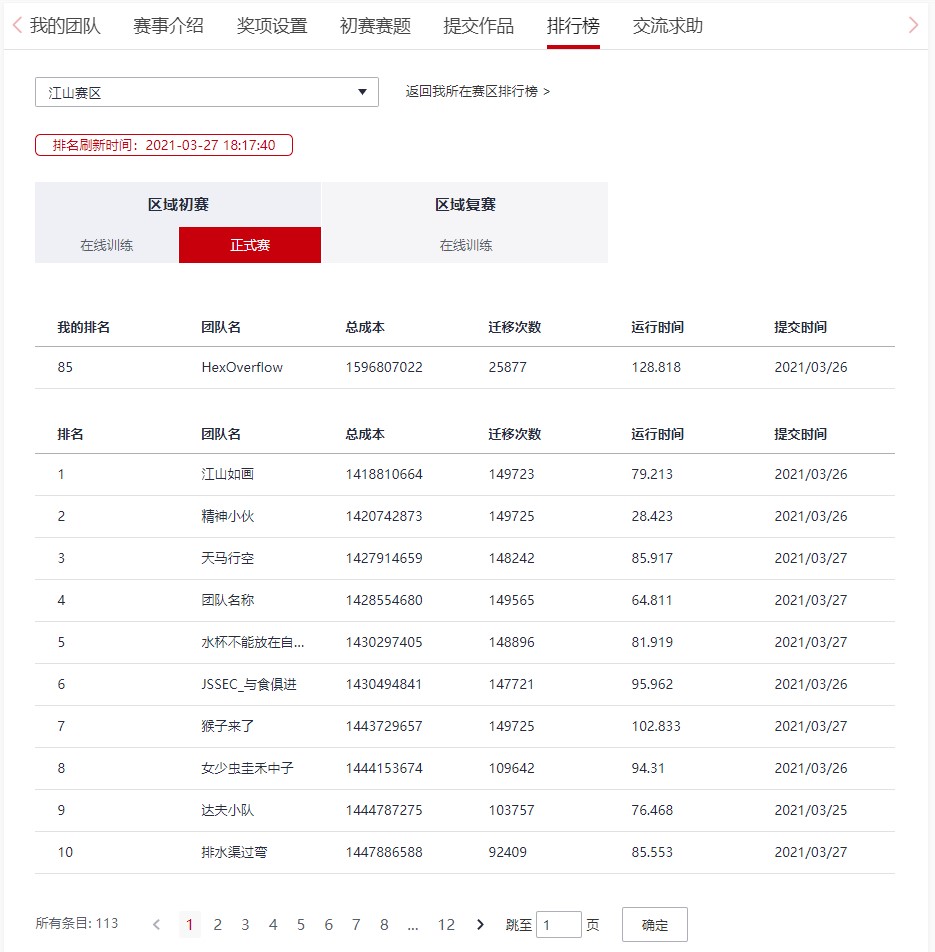 我的团队 赛事介绍 奖项设置 初赛赛题 提交作品 排行榜 交流求助
江山赛区 返回我所在赛区排行榜 >
排名刷新时间：2021-03-27 18:17:40
区域初赛 区域复赛
在线训练 正式赛 在线训练
我的排名 团队名 总成本 迁移次数 运行时间 提交时间
85 HexOverflow 1596807022 25877 128.818 2021/03/26
排名 团队名 总成本 迁移次数 运行时间 提交时间
1 江山如画 1418810664 149723 79.213 2021/03/26
2 精神小伙 1420742873 149725 28.423 2021/03/26
3 天马行空 1427914659 148242 85.917 2021/03/27
4 团队名称 1428554680 149565 64.811 2021/03/27
5 水杯不能放在自... 1430297405 148896 81.919 2021/03/27
6 JSSEC_与食俱进 1430494841 147721 95.962 2021/03/26
7 猴子来了 1443729657 149725 102.833 2021/03/27
8 女少虫圭禾中子 1444153674 109642 94.31 2021/03/26
9 达夫小队 1444787275 103757 76.468 2021/03/25
10 排水渠过弯 1447886588 92409 85.553 2021/03/27
所有条目: 113 < 1 2 3 4 5 6 7 8 ... 12 > 跳至 1 页 确定